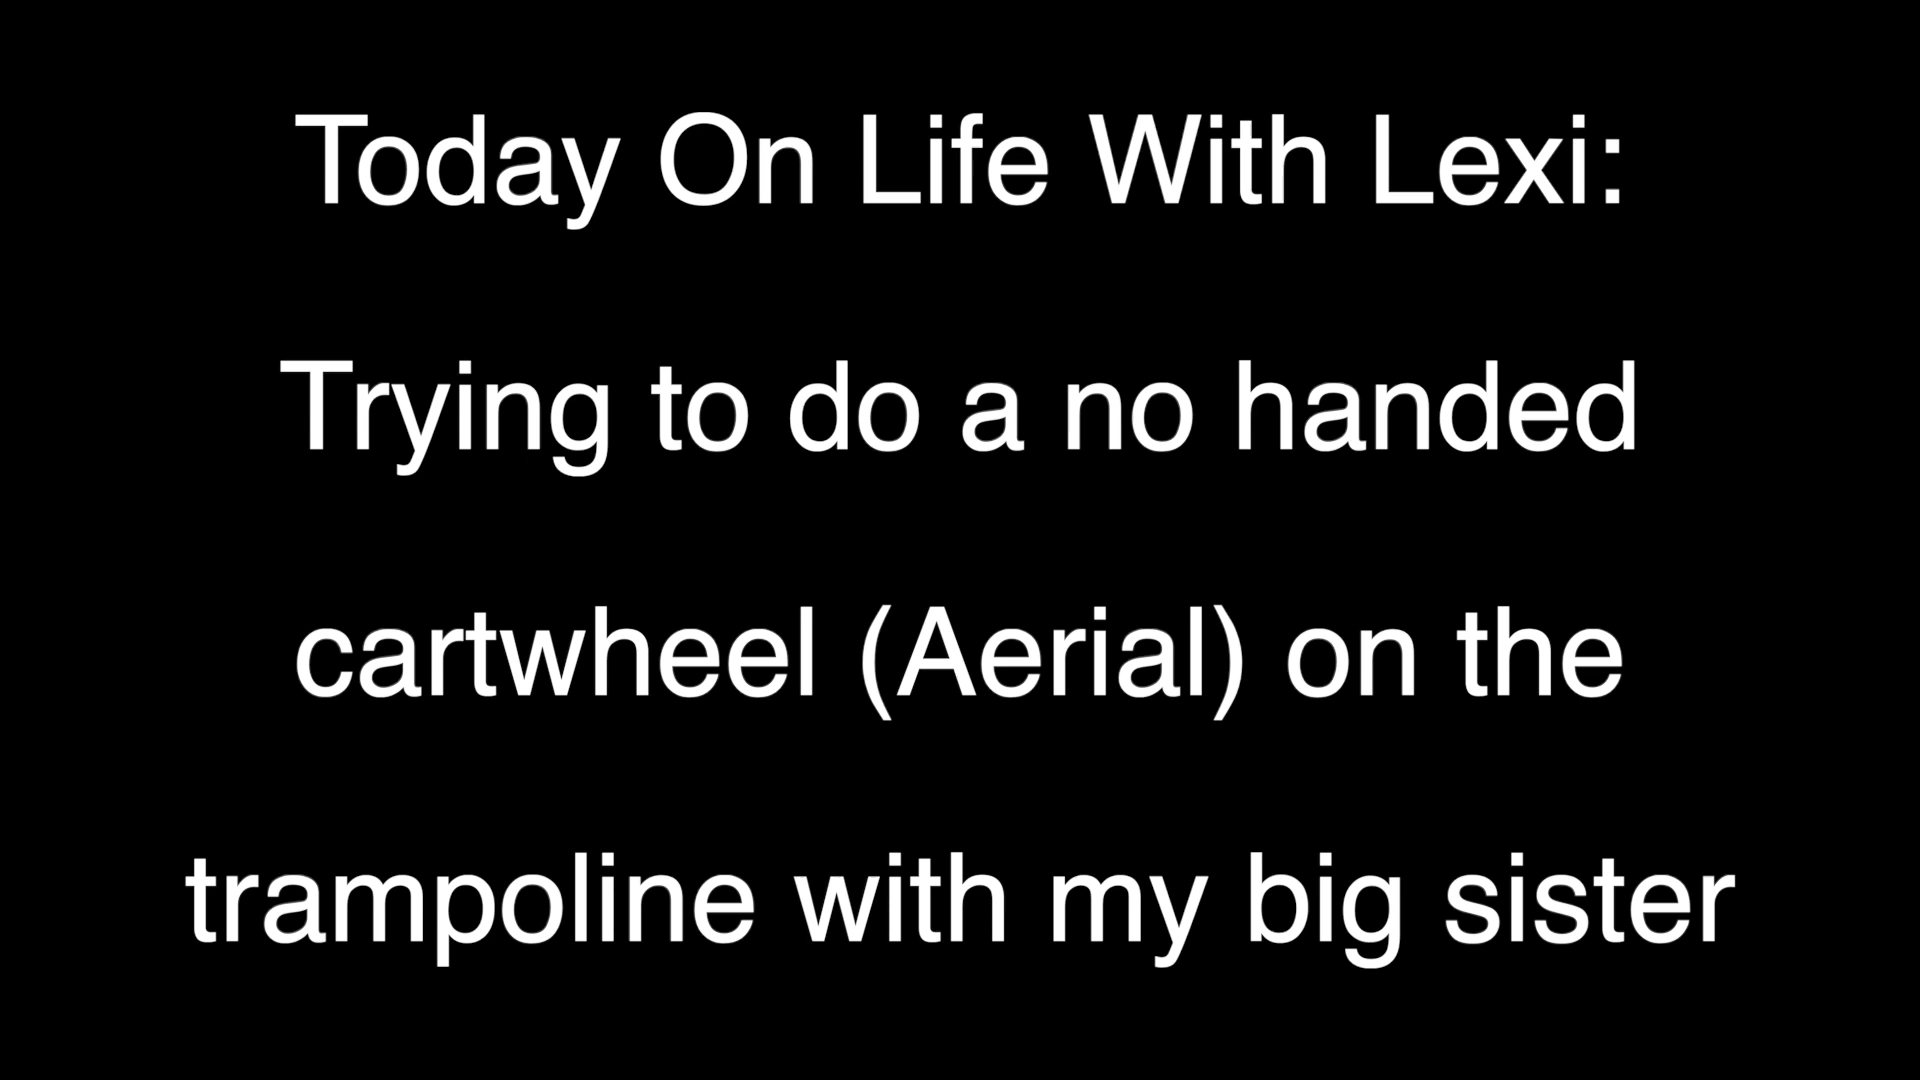 Today On Life With Lexi:
Trying to do a no handed
cartwheel (Aerial) on the
trampoline with my big sister